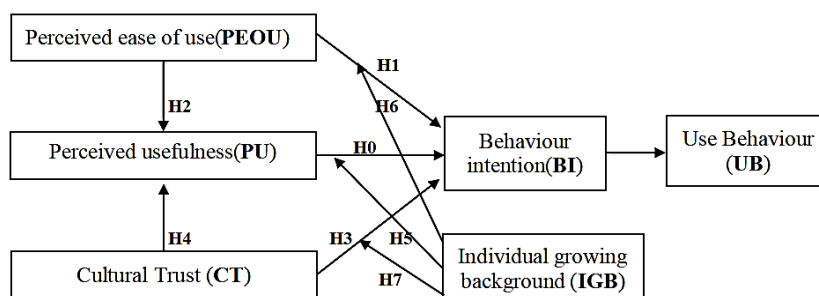 Perceived ease of use(PEOU)
H1
H6
H2
Perceived usefulness(PU)
H0
Behaviour
intention(BI)
Use Behaviour
(UB)
H4
H3
H5
Cultural Trust (CT)
H7
Individual growing
background (IGB)